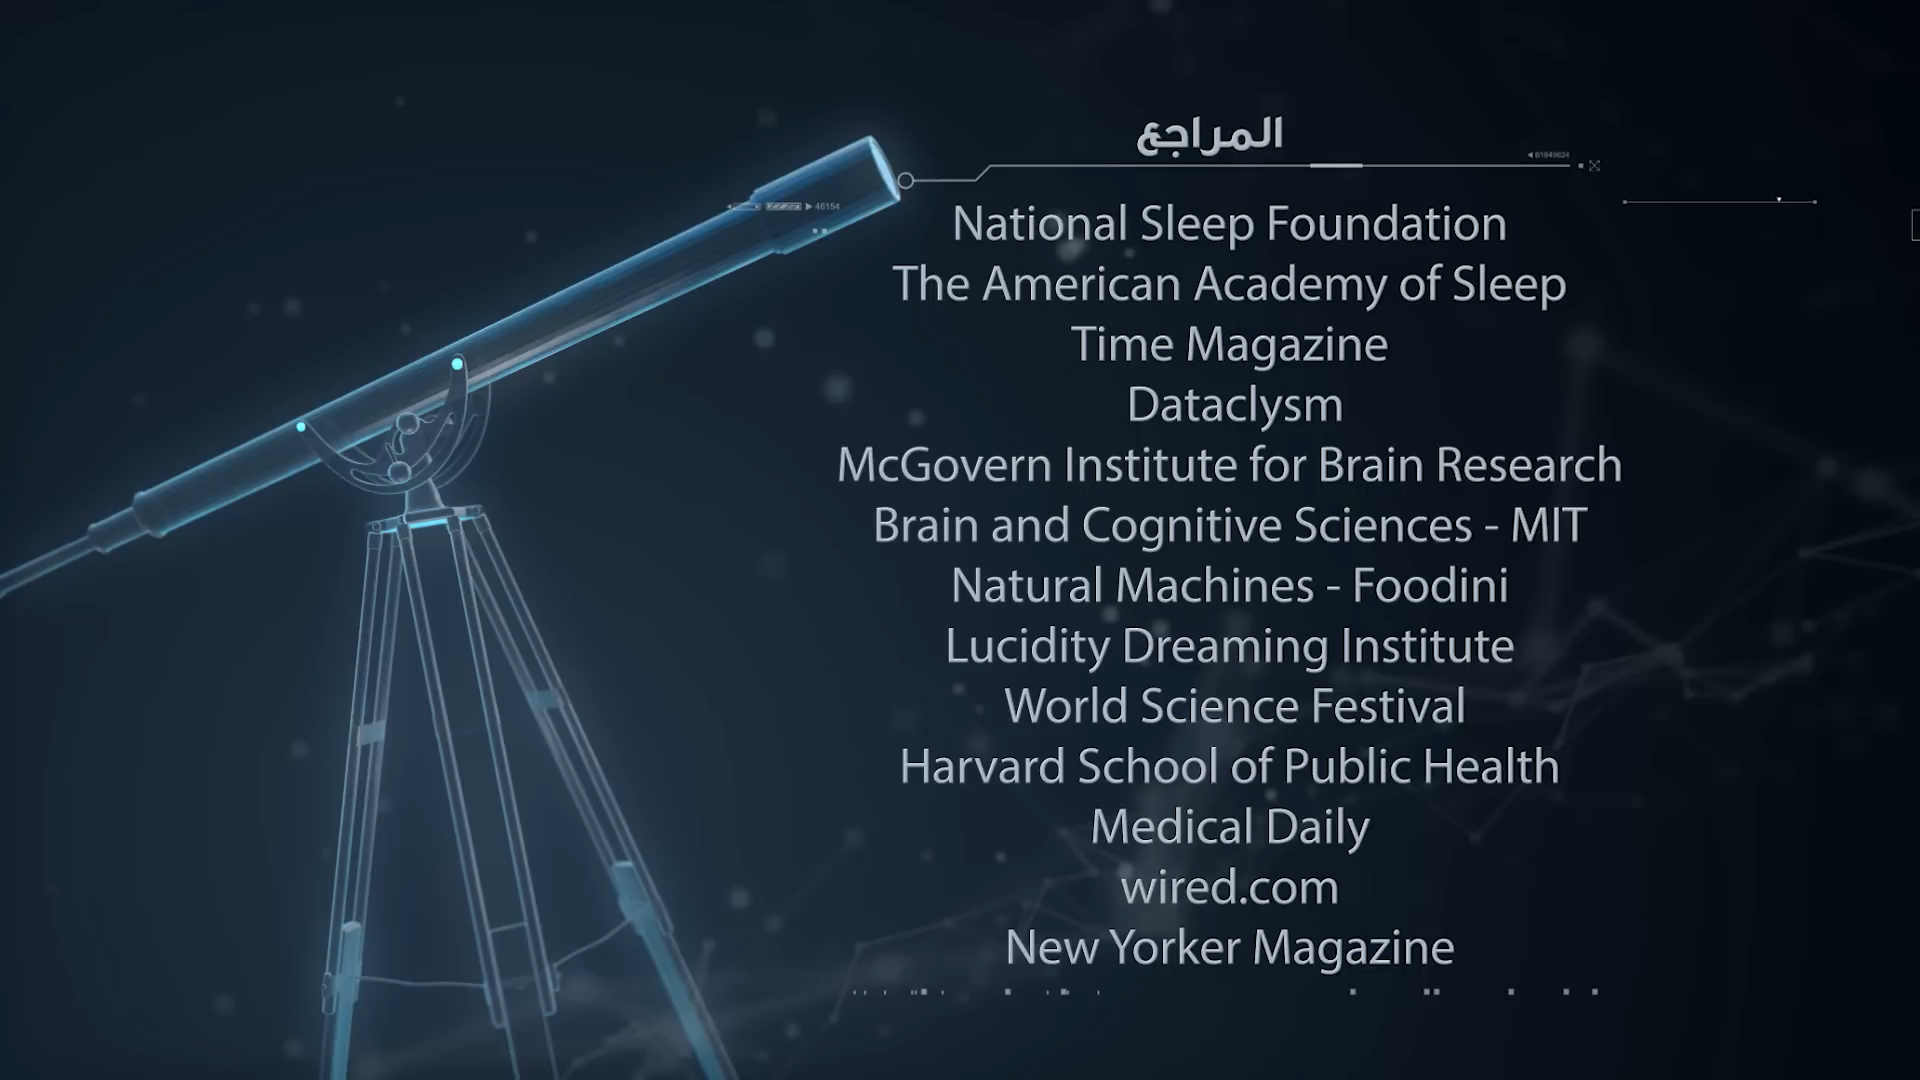 المراجع
81949624
46154
National Sleep Foundation
The American Academy of Sleep
Time Magazine
Dataclysm
McGovern Institute for Brain Research
Brain and Cognitive Sciences - MIT
Natural Machines - Foodini
Lucidity Dreaming Institute
World Science Festival
Harvard School of Public Health
Medical Daily
wired.com
New Yorker Magazine